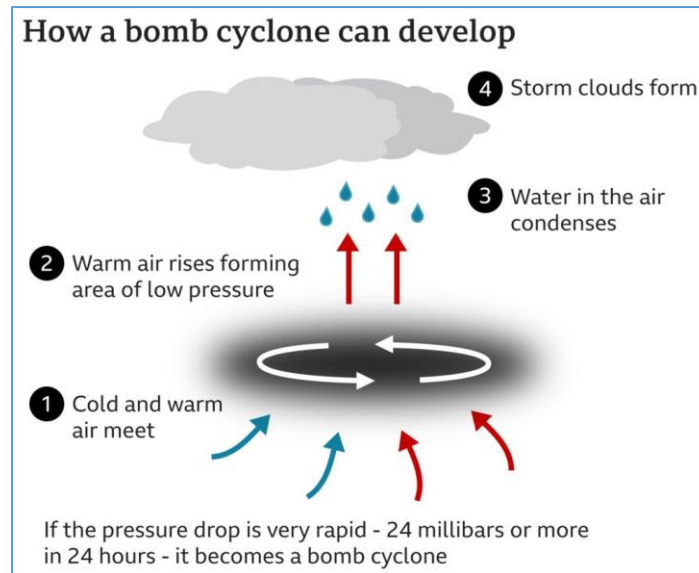 How a bomb cyclone can develop
4 Storm clouds form
3 Water in the air
condenses
2 Warm air rises forming
area of low pressure
1 Cold and warm
air meet
If the pressure drop is very rapid - 24 millibars or more
in 24 hours - it becomes a bomb cyclone